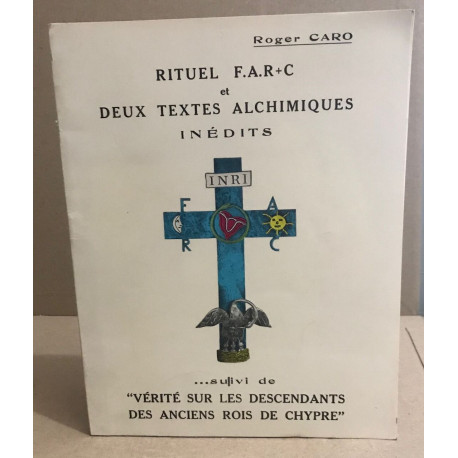 Roger CARO
RITUEL F.A.R+C
et
DEUX TEXTES ALCHIMIQUES
INÉDITS
INRI
F A
R C
...suivi de
"VÉRITÉ SUR LES DESCENDANTS
DES ANCIENS ROIS DE CHYPRE"